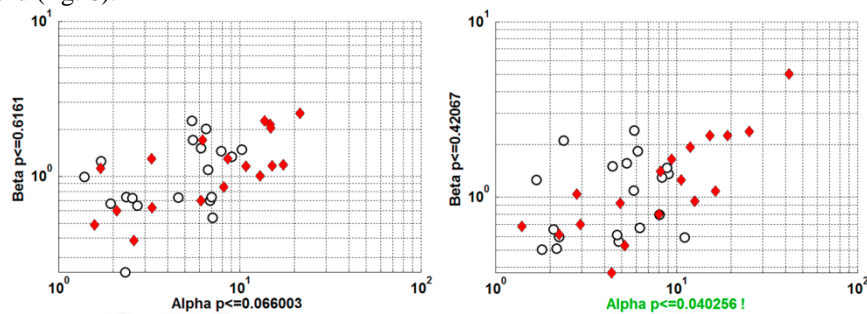 10¹ 10¹
Beta p<=0.6161 Beta p<=0.42067
10⁰ 10⁰
10⁰ 10¹ 10² 10⁰ 10¹ 10²
Alpha p<=0.066003 Alpha p<=0.040256 !